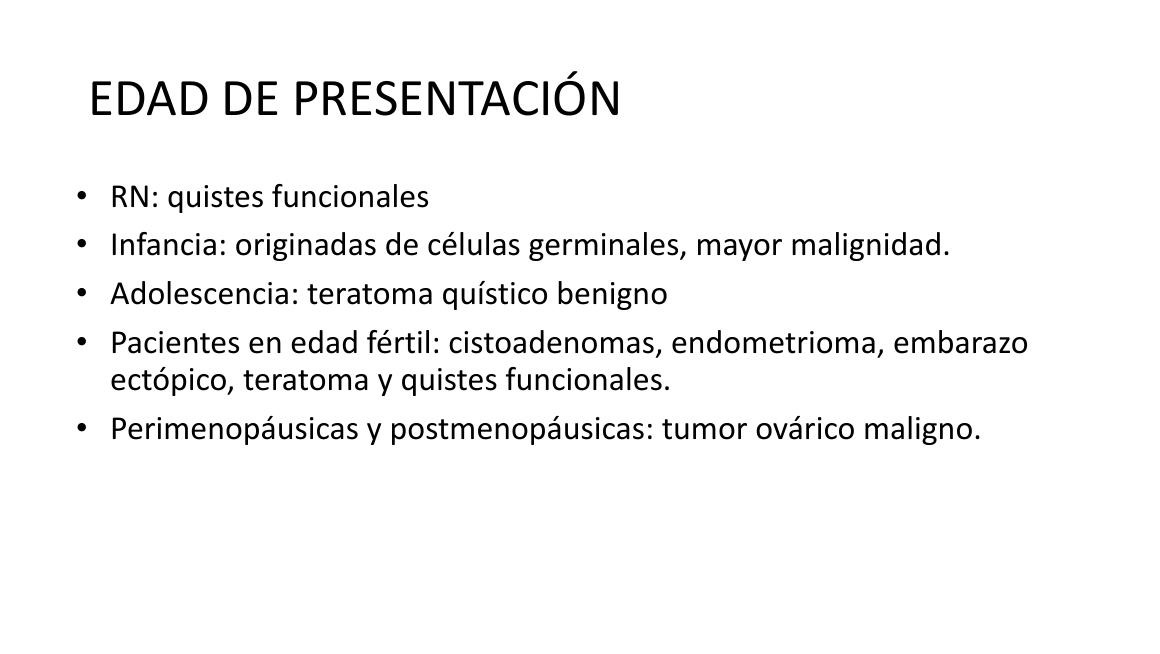 EDAD DE PRESENTACIÓN
• RN: quistes funcionales
• Infancia: originadas de células germinales, mayor malignidad.
• Adolescencia: teratoma quístico benigno
• Pacientes en edad fértil: cistoadenomas, endometrioma, embarazo
ectópico, teratoma y quistes funcionales.
• Perimenopáusicas y postmenopáusicas: tumor ovárico maligno.